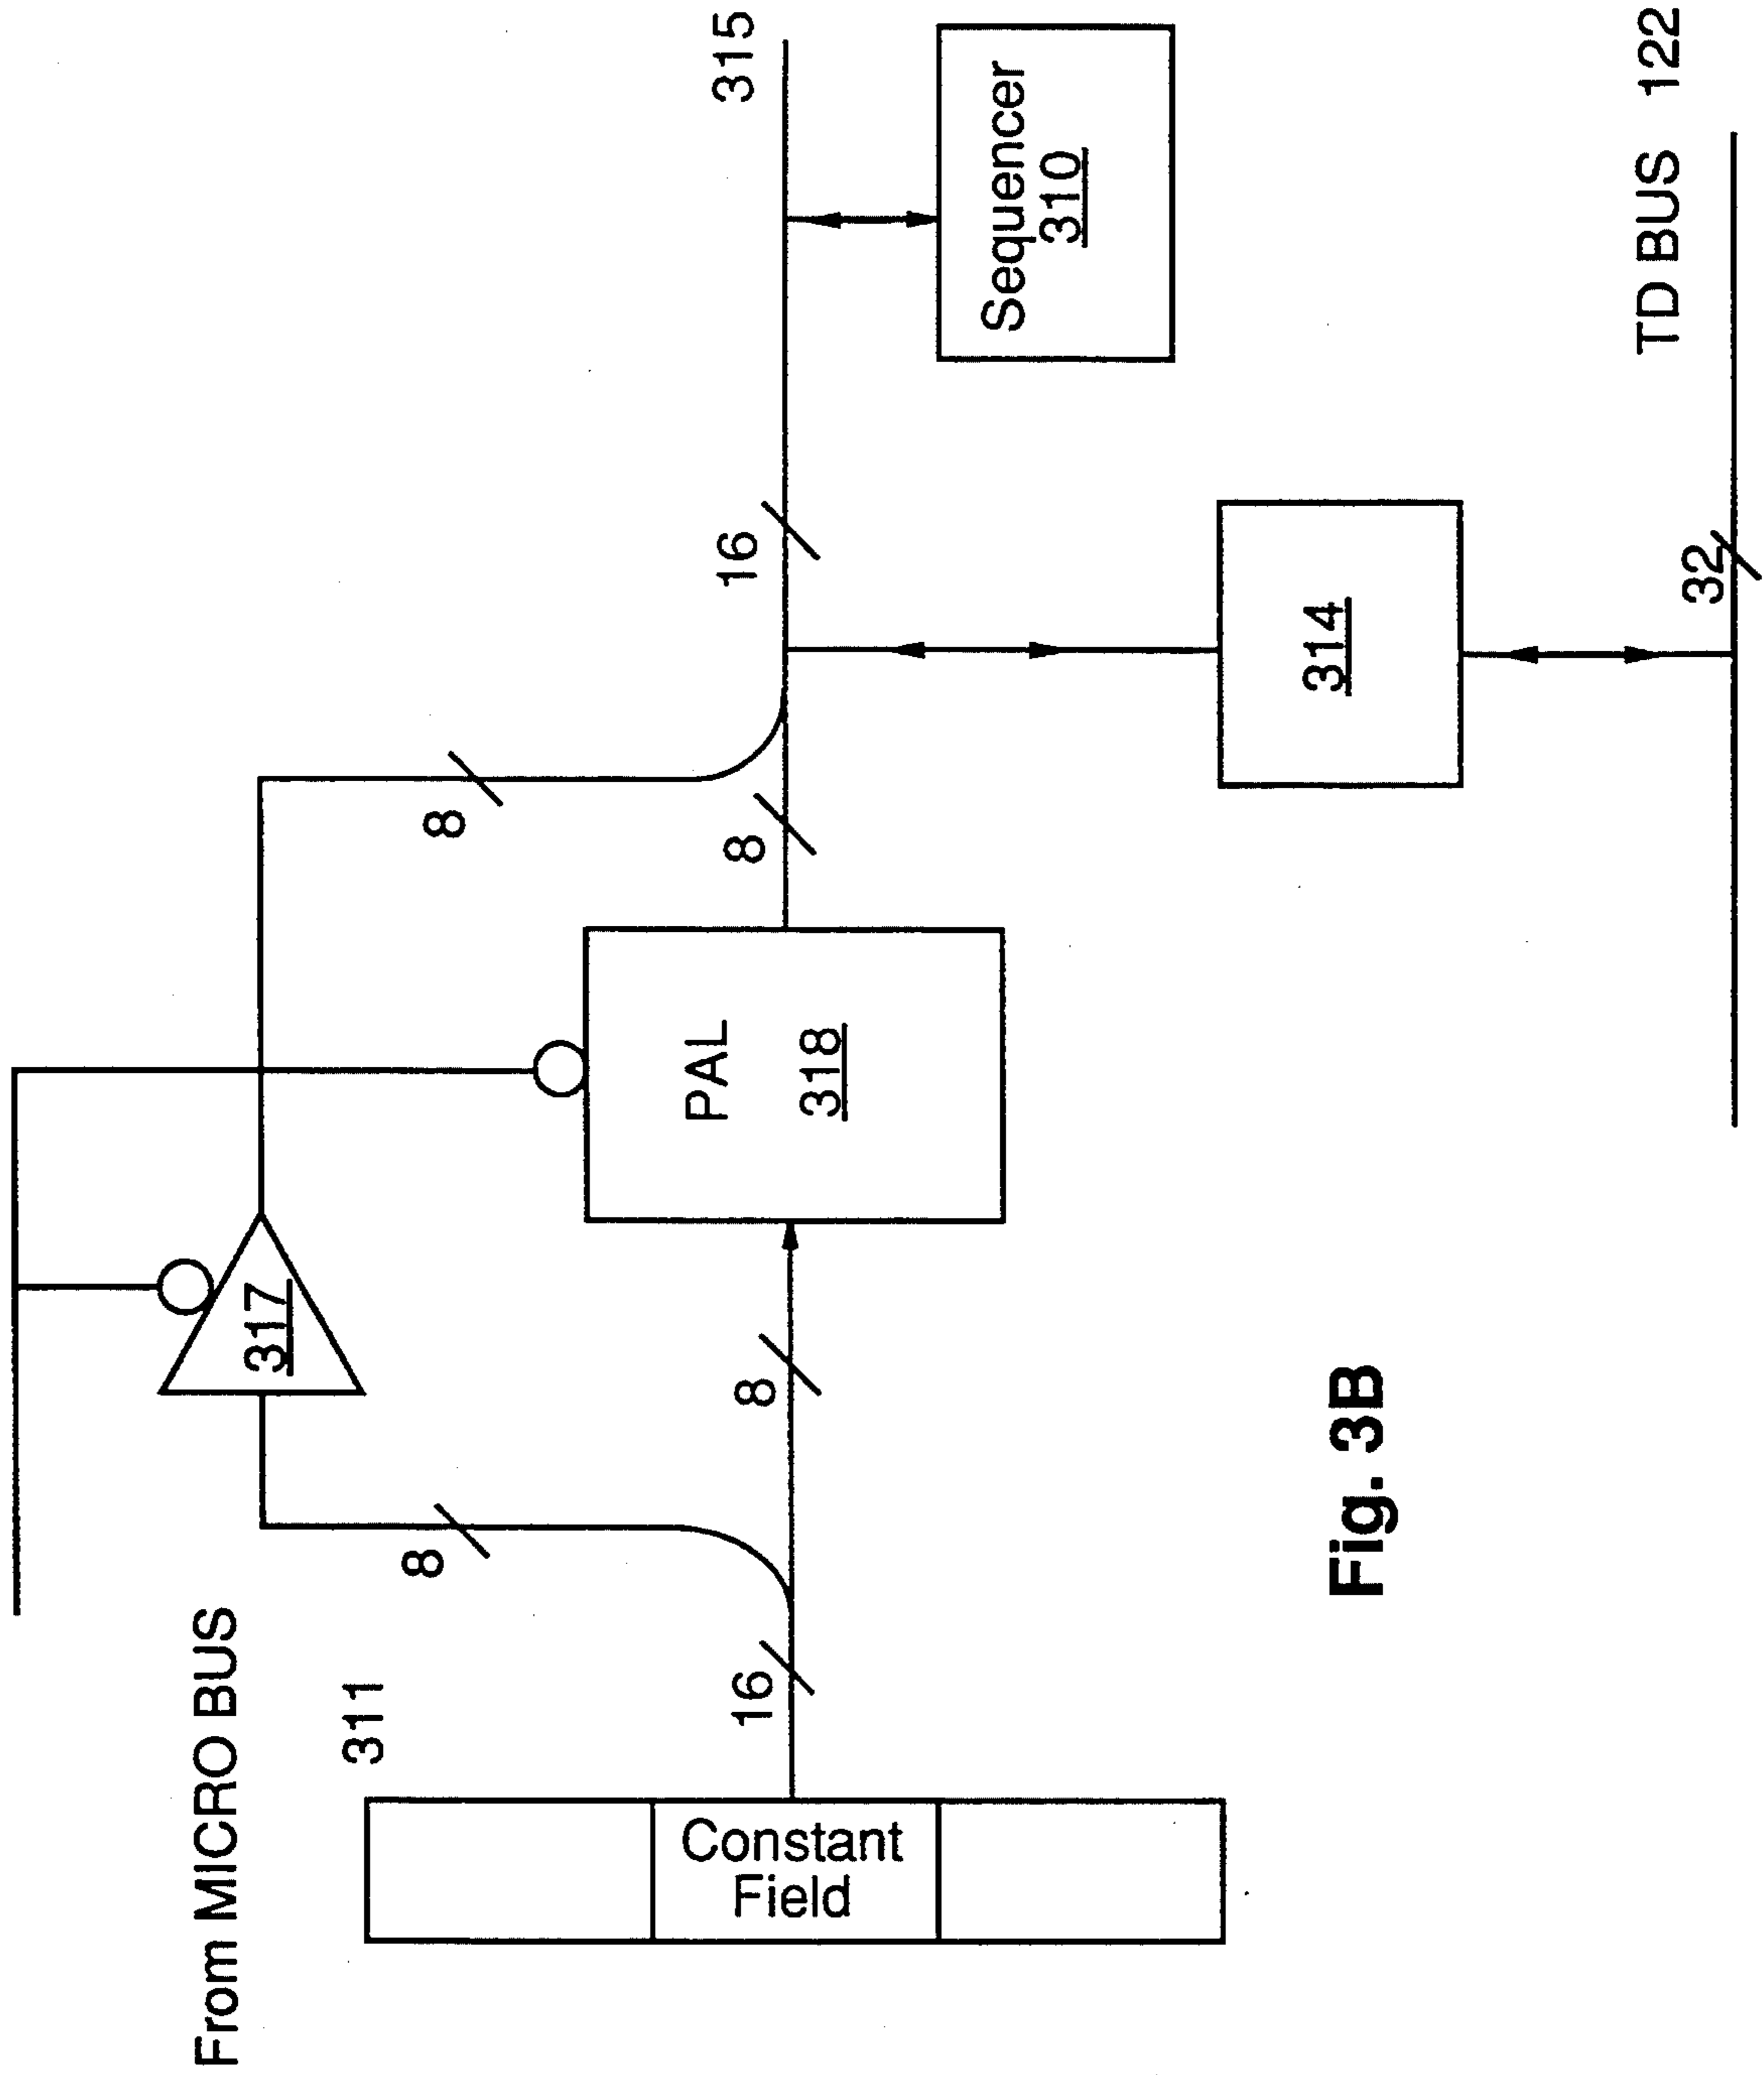 From MICRO BUS
317
311
8
8
16
8
PAL
318
8
16
315
Constant
Field
Sequencer
310
314
TD BUS 122
32
Fig. 3B